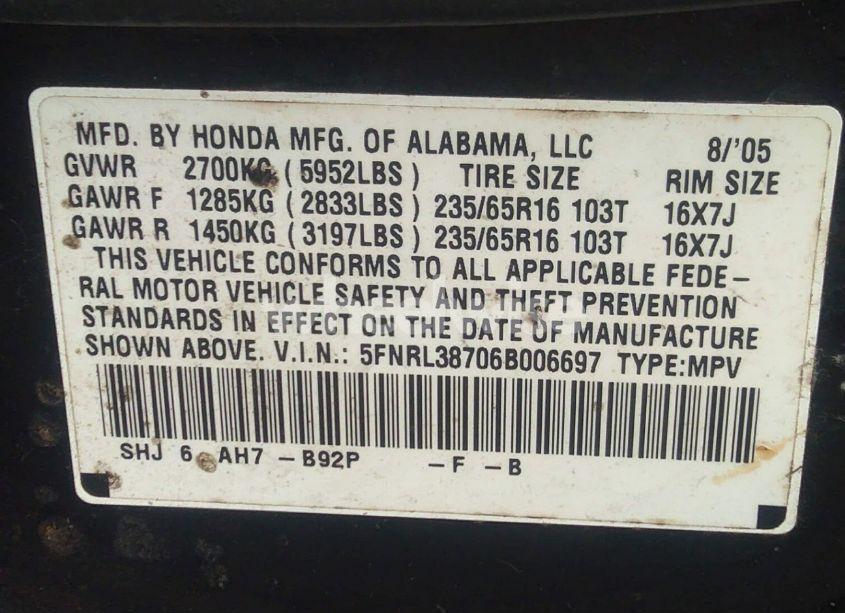 MFD. BY HONDA MFG. OF ALABAMA, LLC 8/'05
GVWR 2700KG (5952LBS) TIRE SIZE RIM SIZE
GAWR F 1285KG (2833LBS) 235/65R16 103T 16X7J
GAWR R 1450KG (3197LBS) 235/65R16 103T 16X7J
THIS VEHICLE CONFORMS TO ALL APPLICABLE FEDE–
RAL MOTOR VEHICLE SAFETY AND THEFT PREVENTION
STANDARDS IN EFFECT ON THE DATE OF MANUFACTURE
SHOWN ABOVE. V.I.N.: 5FNRL38706B006697 TYPE:MPV
SHJ 6 AH7 –B92P –F –B